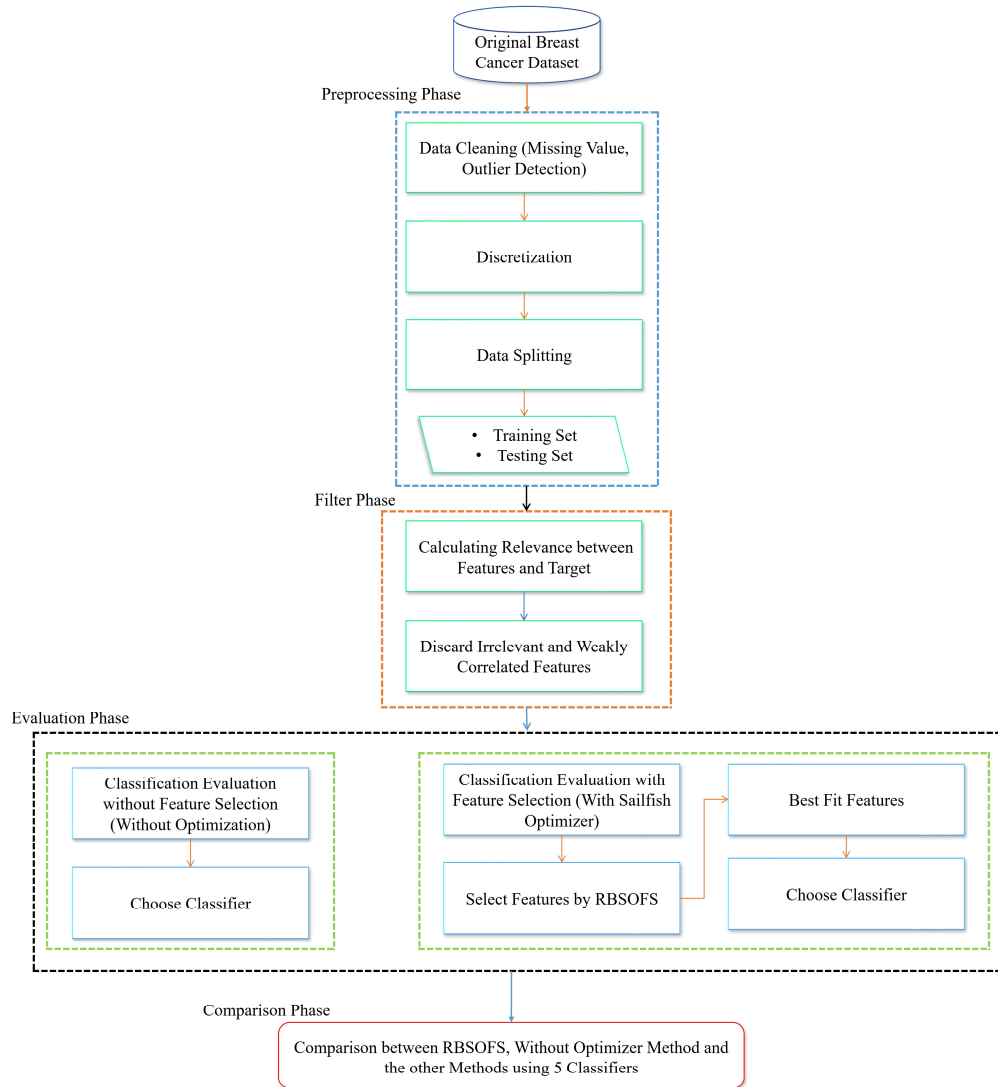 Original Breast
Cancer Dataset
Preprocessing Phase
Data Cleaning (Missing Value,
Outlier Detection)
Discretization
Data Splitting
• Training Set
• Testing Set
Filter Phase
Calculating Relevance between
Features and Target
Discard Irrelevant and Weakly
Correlated Features
Evaluation Phase
Classification Evaluation
without Feature Selection
(Without Optimization)
Choose Classifier
Classification Evaluation with
Feature Selection (With Sailfish
Optimizer)
Select Features by RBSOFS
Best Fit Features
Choose Classifier
Comparison Phase
Comparison between RBSOFS, Without Optimizer Method and
the other Methods using 5 Classifiers